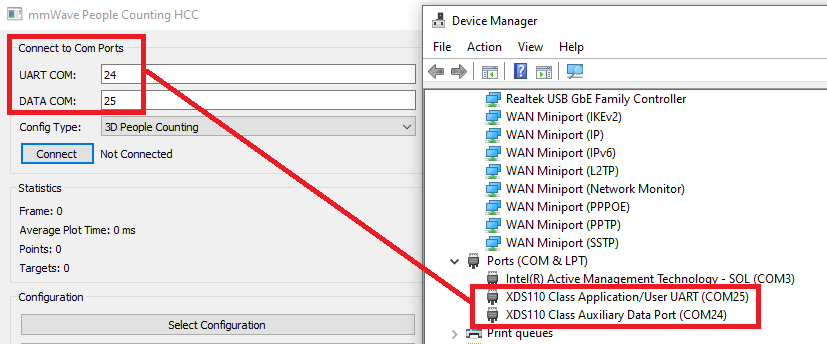 mmWave People Counting HCC
Connect to Com Ports
UART COM: 24
DATA COM: 25
Config Type: 3D People Counting
Connect Not Connected
Statistics
Frame: 0
Average Plot Time: 0 ms
Points: 0
Targets: 0
Configuration
Select Configuration
Device Manager
File Action View Help
Realtek USB GbE Family Controller
WAN Miniport (IKEv2)
WAN Miniport (IP)
WAN Miniport (IPv6)
WAN Miniport (L2TP)
WAN Miniport (Network Monitor)
WAN Miniport (PPPOE)
WAN Miniport (PPTP)
WAN Miniport (SSTP)
Ports (COM & LPT)
Intel(R) Active Management Technology - SOL (COM3)
XDS110 Class Application/User UART (COM25)
XDS110 Class Auxiliary Data Port (COM24)
Print queues